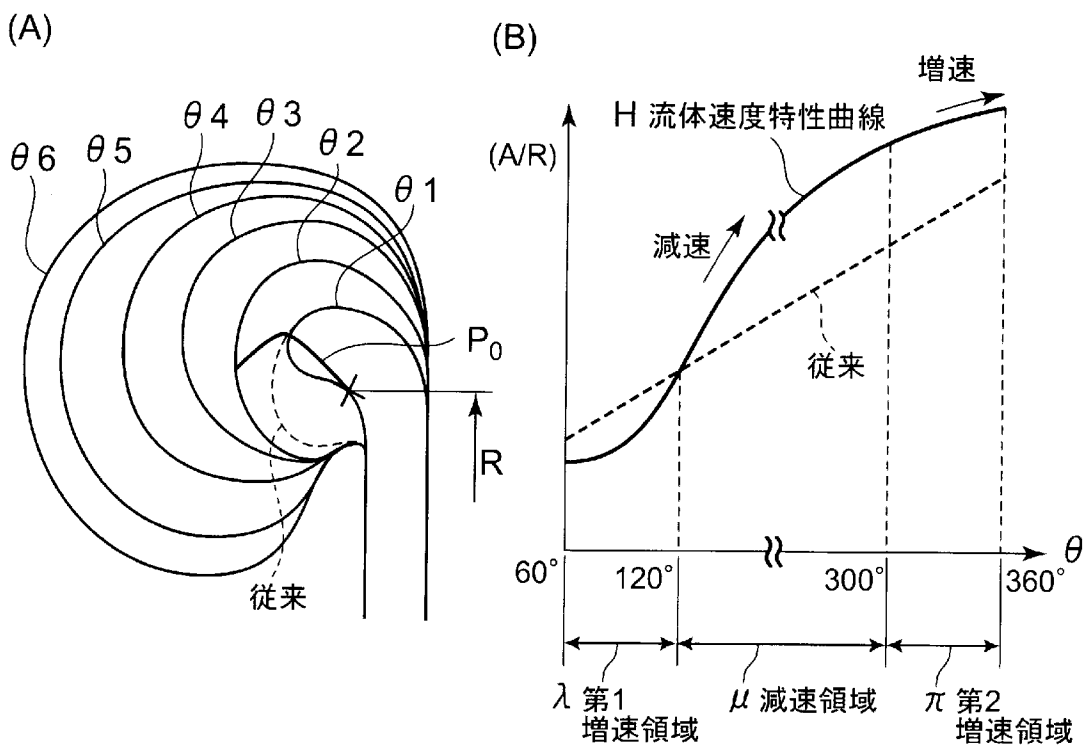 (A)
θ6
θ5
θ4
θ3
θ2
θ1
P0
R
従来
(B)
(A/R)
H 流体速度特性曲線
増速
減速
従来
θ
60°
120°
300°
360°
λ 第1
増速領域
μ 減速領域
π 第2
増速領域